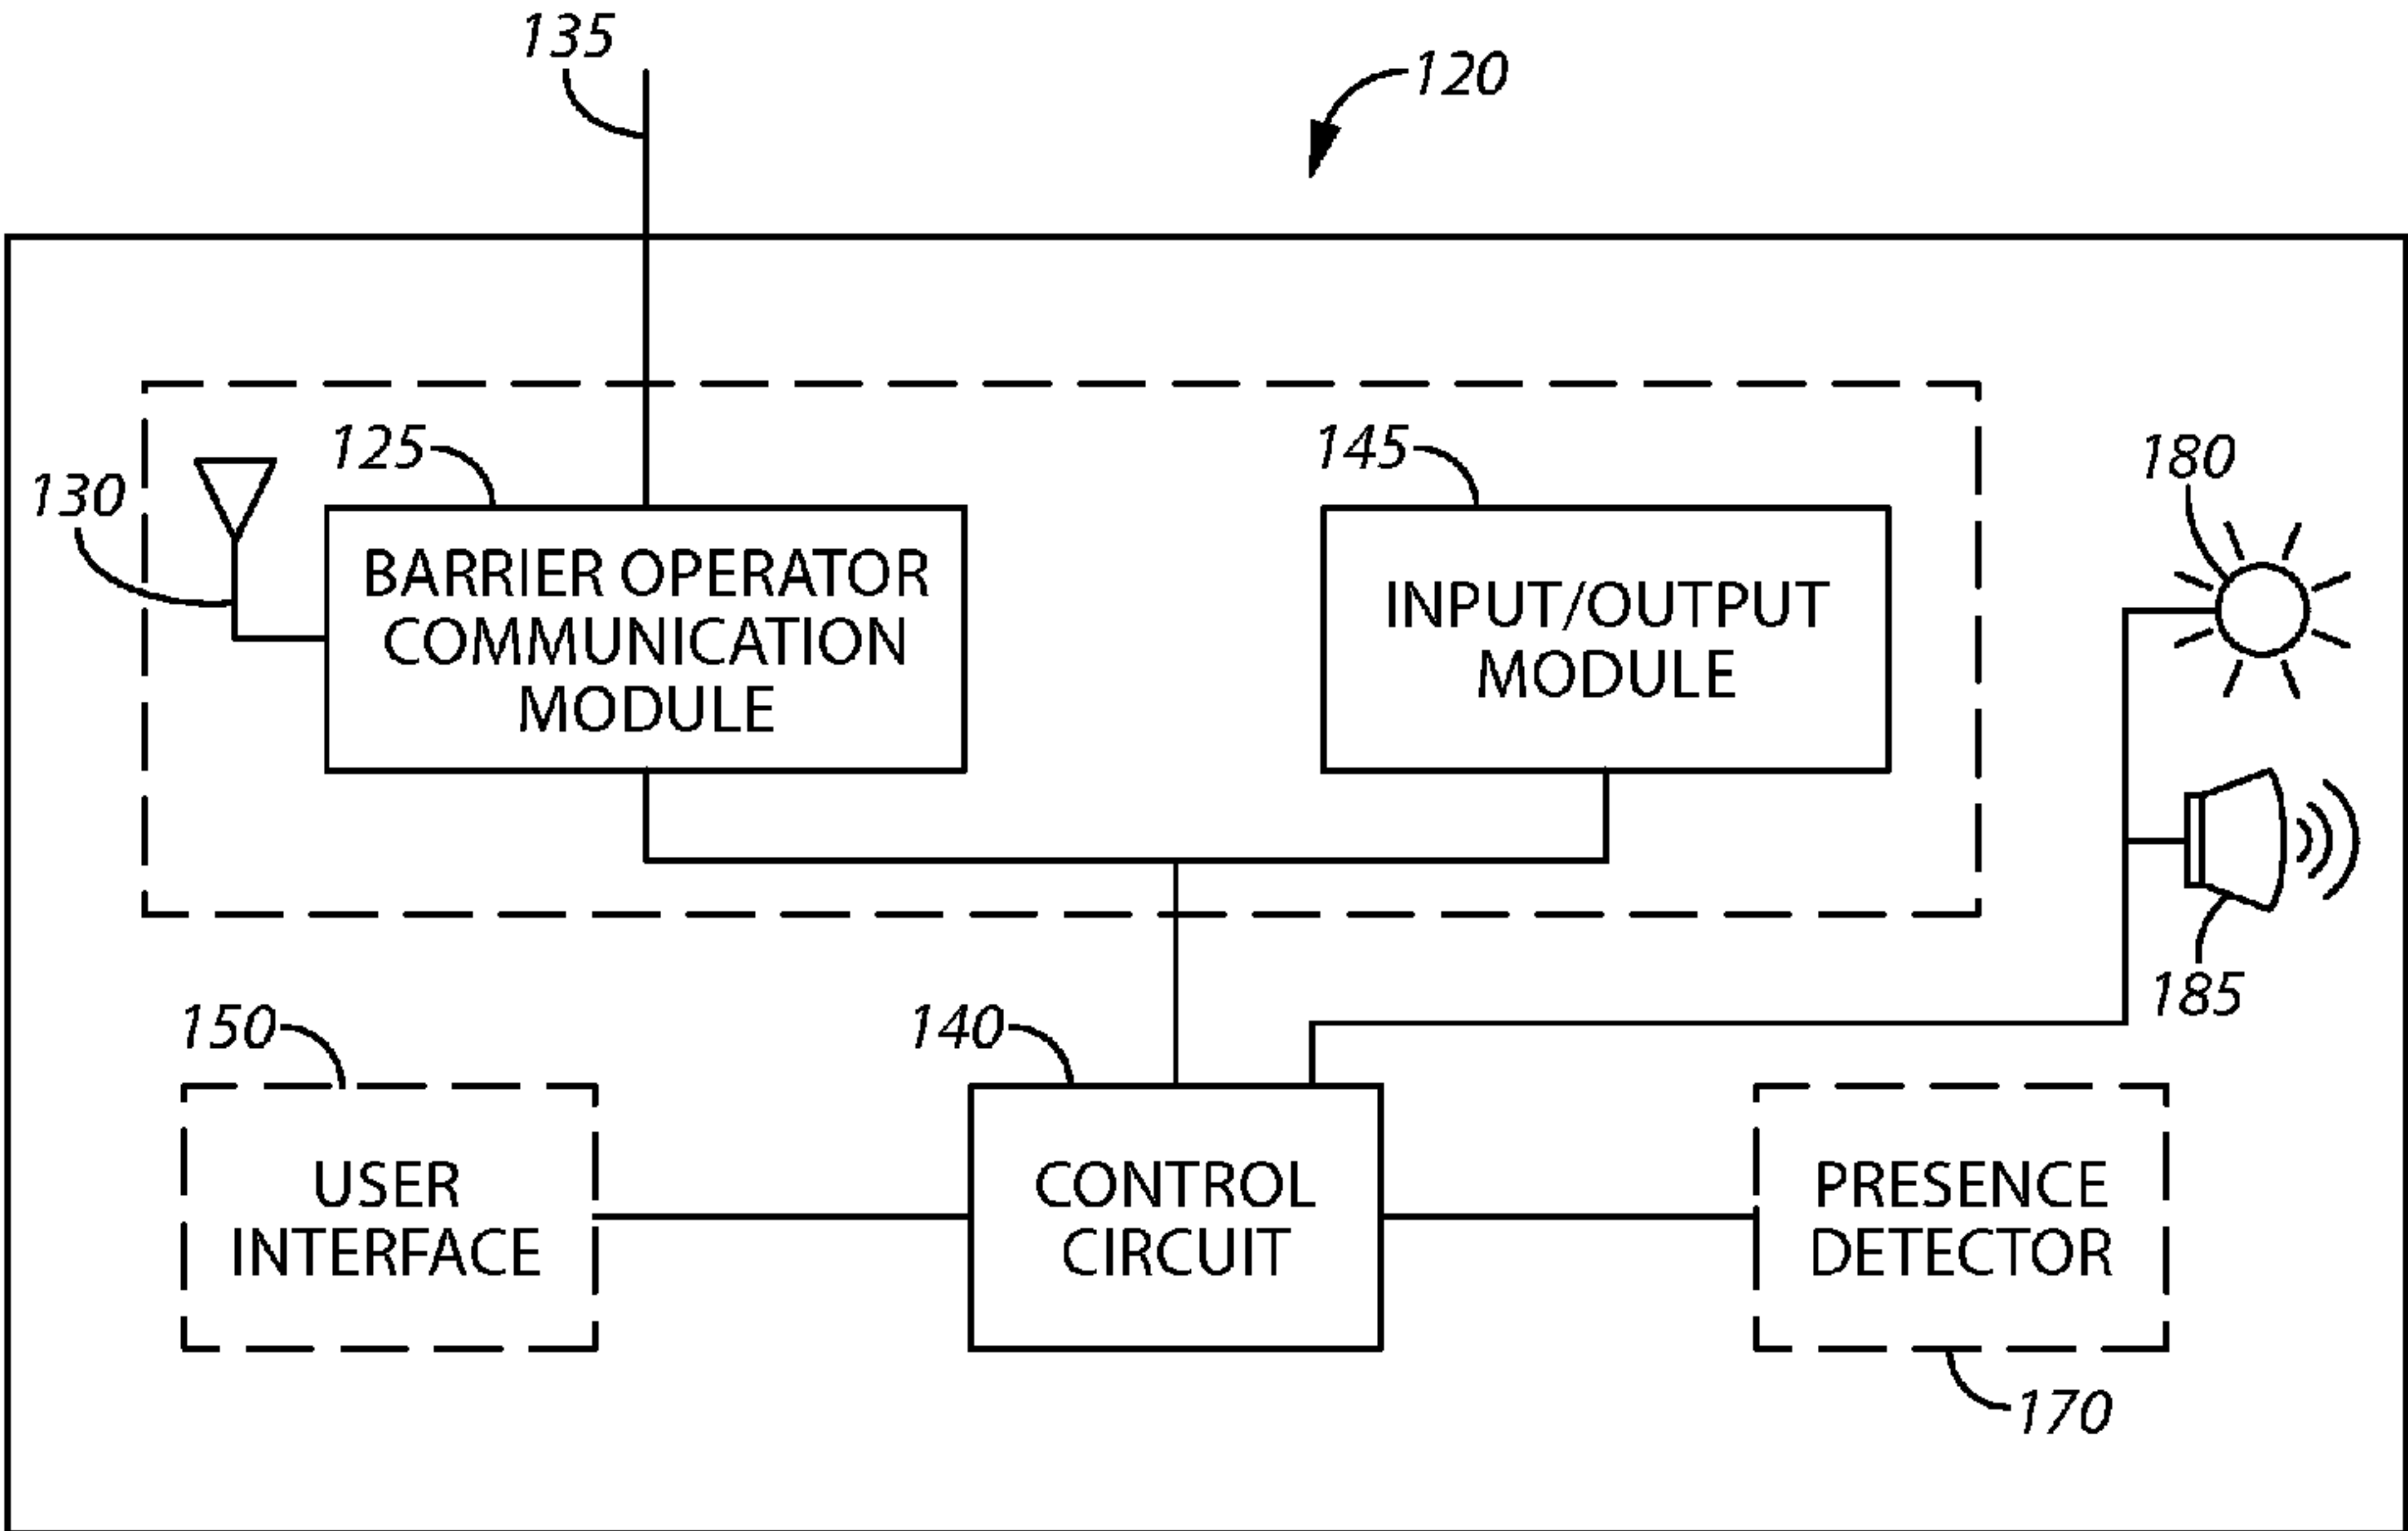 135
120
125
145
180
130
BARRIER OPERATOR
COMMUNICATION
MODULE
INPUT/OUTPUT
MODULE
185
150
140
USER
INTERFACE
CONTROL
CIRCUIT
PRESENCE
DETECTOR
170